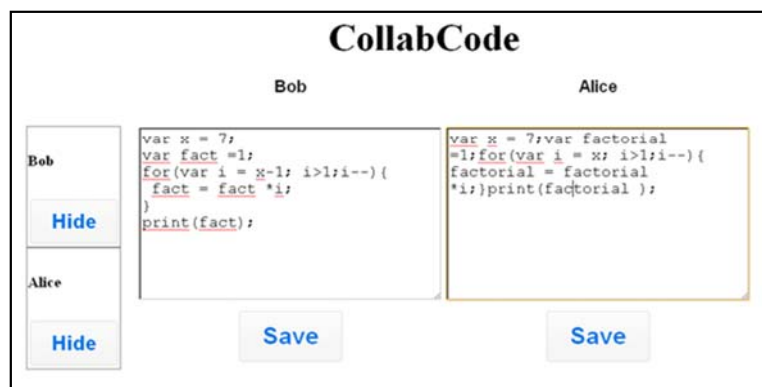 CollabCode
Bob
Alice
Bob
Hide
Alice
Hide
var x = 7;
var fact =1;
for(var i = x-1; i>1;i--){
 fact = fact *i;
}
print(fact);
Save
var x = 7;var factorial
=1;for(var i = x; i>1;i--){
factorial = factorial
*i;}print(factorial );
Save